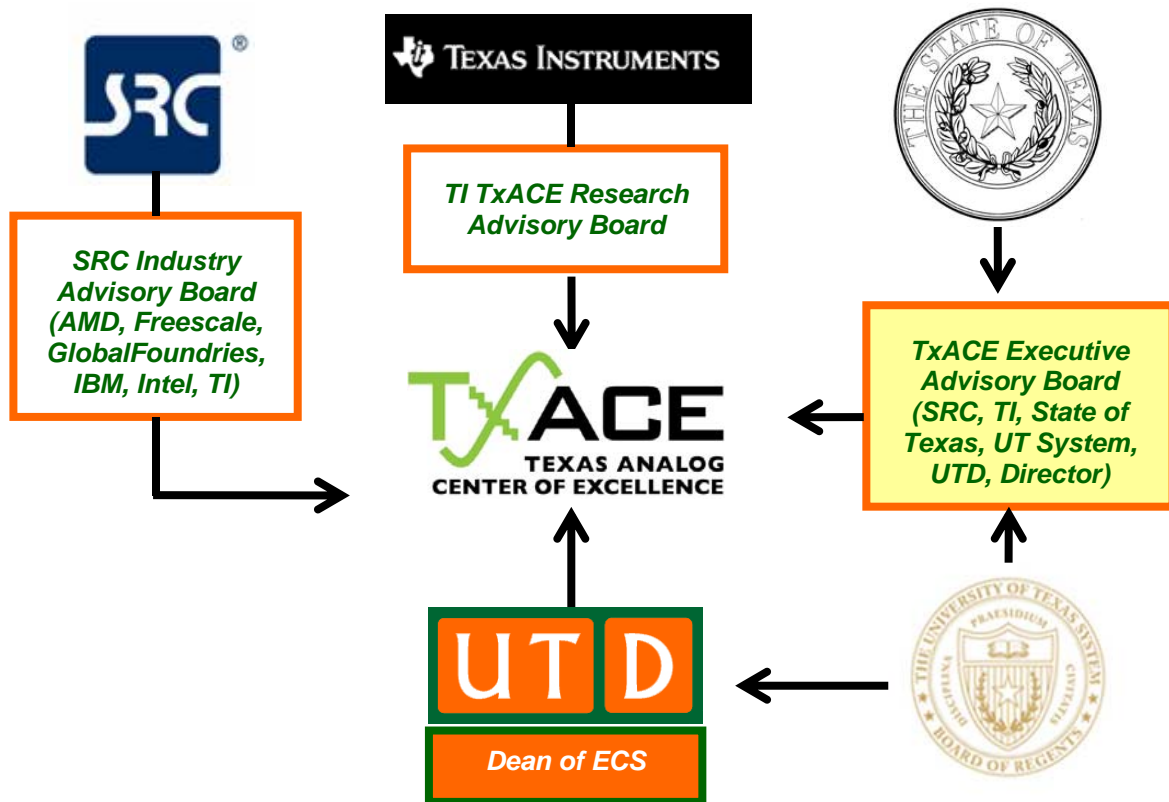 SRC
®
TEXAS INSTRUMENTS
THE STATE OF TEXAS
TI TxACE Research
Advisory Board
SRC Industry
Advisory Board
(AMD, Freescale,
GlobalFoundries,
IBM, Intel, TI)
TxACE Executive
Advisory Board
(SRC, TI, State of
Texas, UT System,
UTD, Director)
TxACE
TEXAS ANALOG
CENTER OF EXCELLENCE
UTD
Dean of ECS
THE UNIVERSITY OF TEXAS SYSTEM
PRAESIDIUM
DISCIPLINA
CIVITATIS
BOARD OF REGENTS